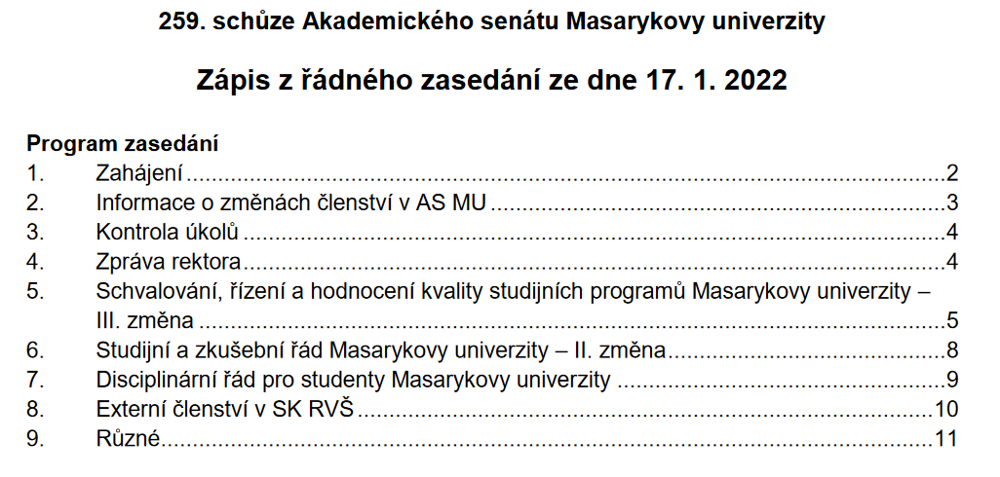 259. schůze Akademického senátu Masarykovy univerzity
Zápis z řádného zasedání ze dne 17. 1. 2022
Program zasedání
1. Zahájení ........ 2
2. Informace o změnách členství v AS MU ........ 3
3. Kontrola úkolů ........ 4
4. Zpráva rektora ........ 4
5. Schvalování, řízení a hodnocení kvality studijních programů Masarykovy univerzity –
III. změna ........ 5
6. Studijní a zkušební řád Masarykovy univerzity – II. změna ........ 8
7. Disciplinární řád pro studenty Masarykovy univerzity ........ 9
8. Externí členství v SK RVŠ ........ 10
9. Různé ........ 11